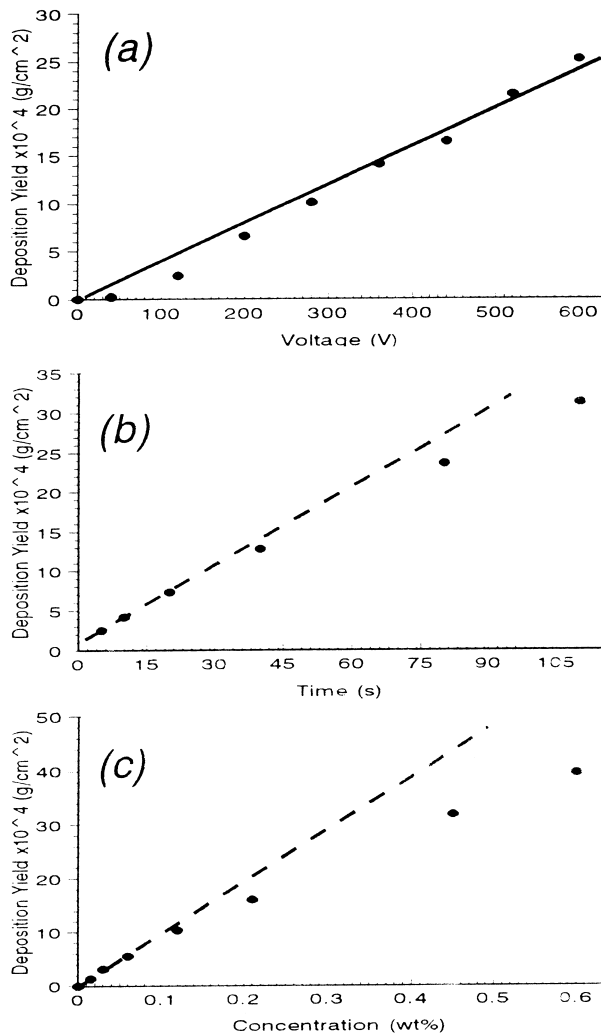 (a)
Deposition Yield x10^4 (g/cm^2)
30
25
20
15
10
5
0
0 100 200 300 400 500 600
Voltage (V)
(b)
Deposition Yield x10^4 (g/cm^2)
35
30
25
20
15
10
5
0
0 15 30 45 60 75 90 105
Time (s)
(c)
Deposition Yield x10^4 (g/cm^2)
50
40
30
20
10
0
0 0.1 0.2 0.3 0.4 0.5 0.6
Concentration (wt%)